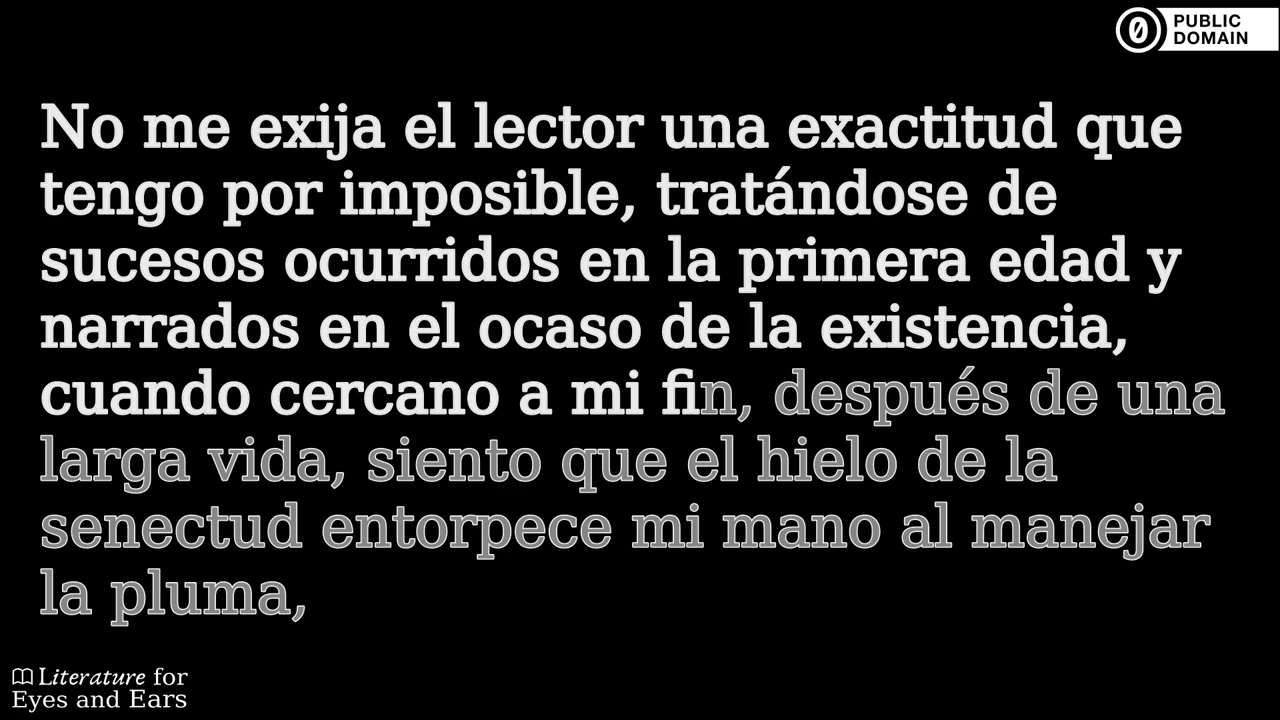 PUBLIC
DOMAIN
No me exija el lector una exactitud que
tengo por imposible, tratándose de
sucesos ocurridos en la primera edad y
narrados en el ocaso de la existencia,
cuando cercano a mi fin, después de una
larga vida, siento que el hielo de la
senectud entorpece mi mano al manejar
la pluma,
Literature for
Eyes and Ears